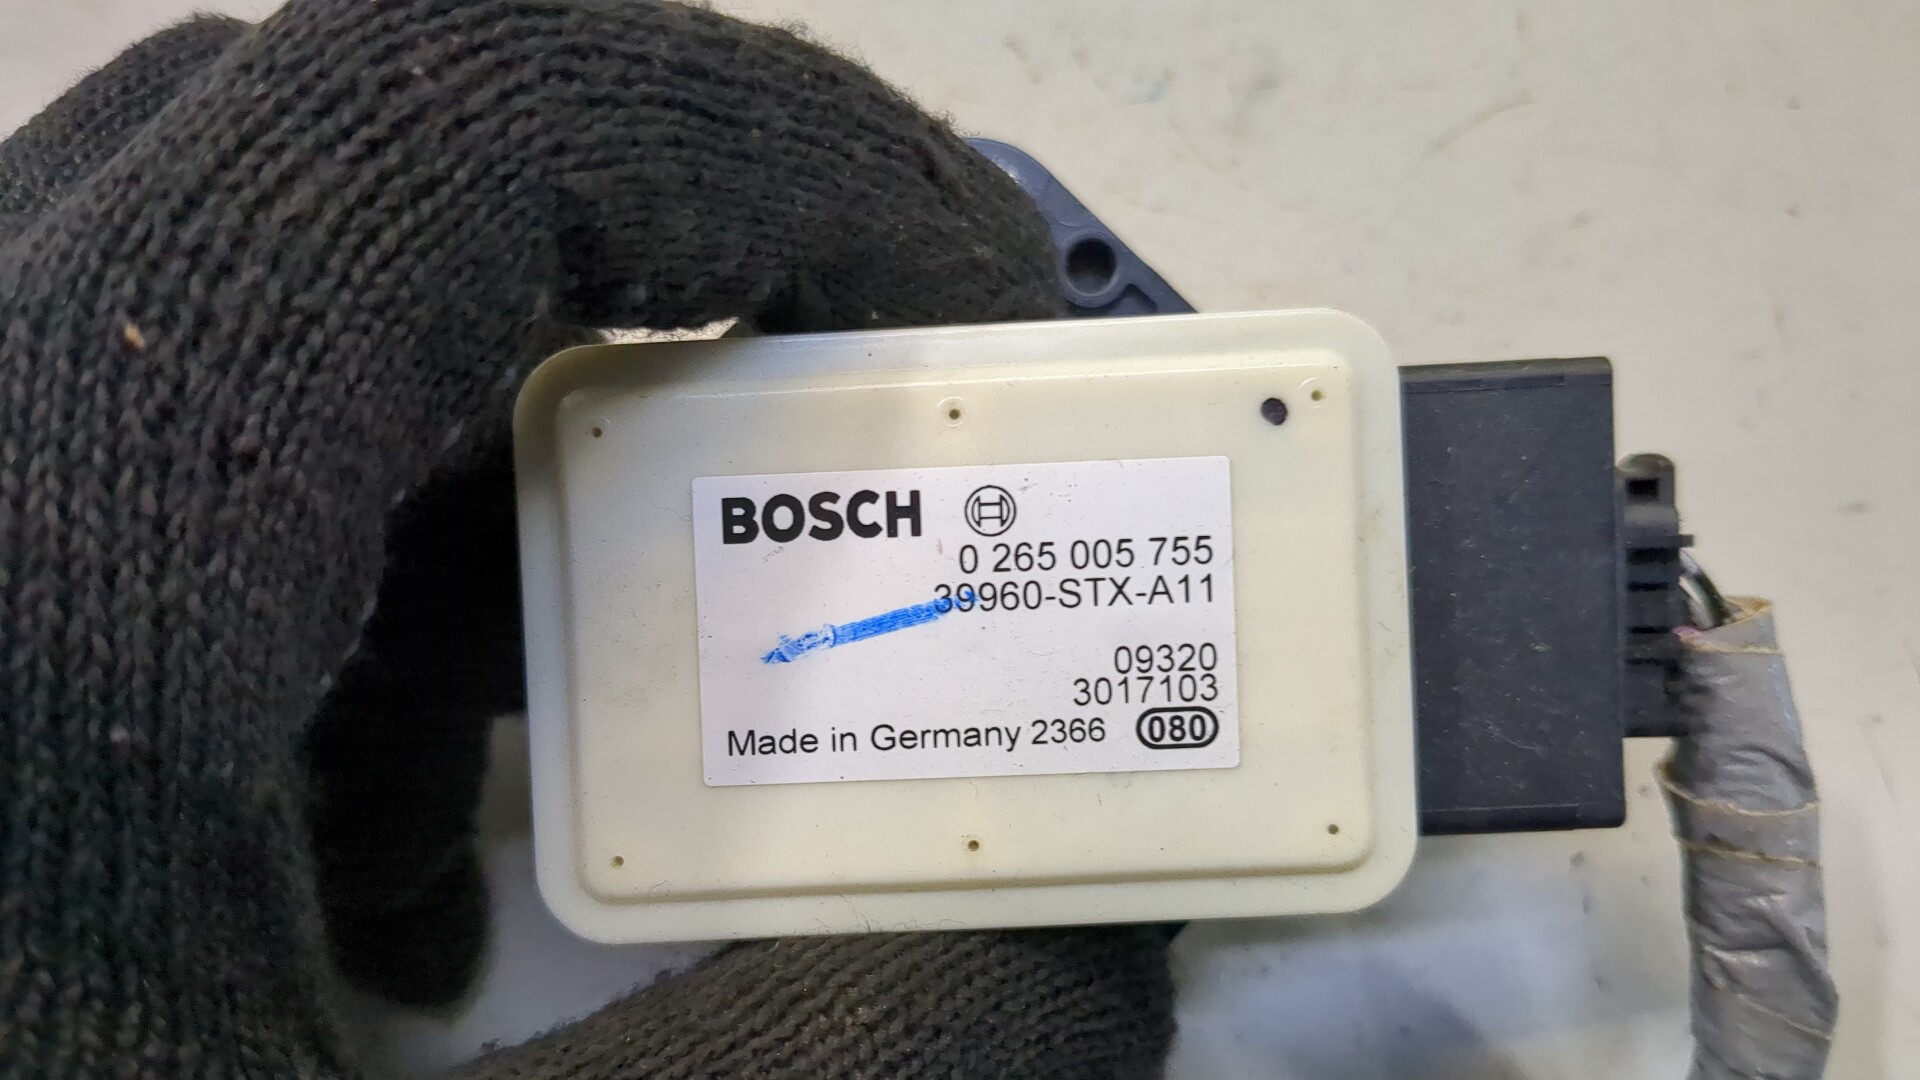 BOSCH
0 265 005 755
39960-STX-A11
09320
3017103
Made in Germany 2366 080